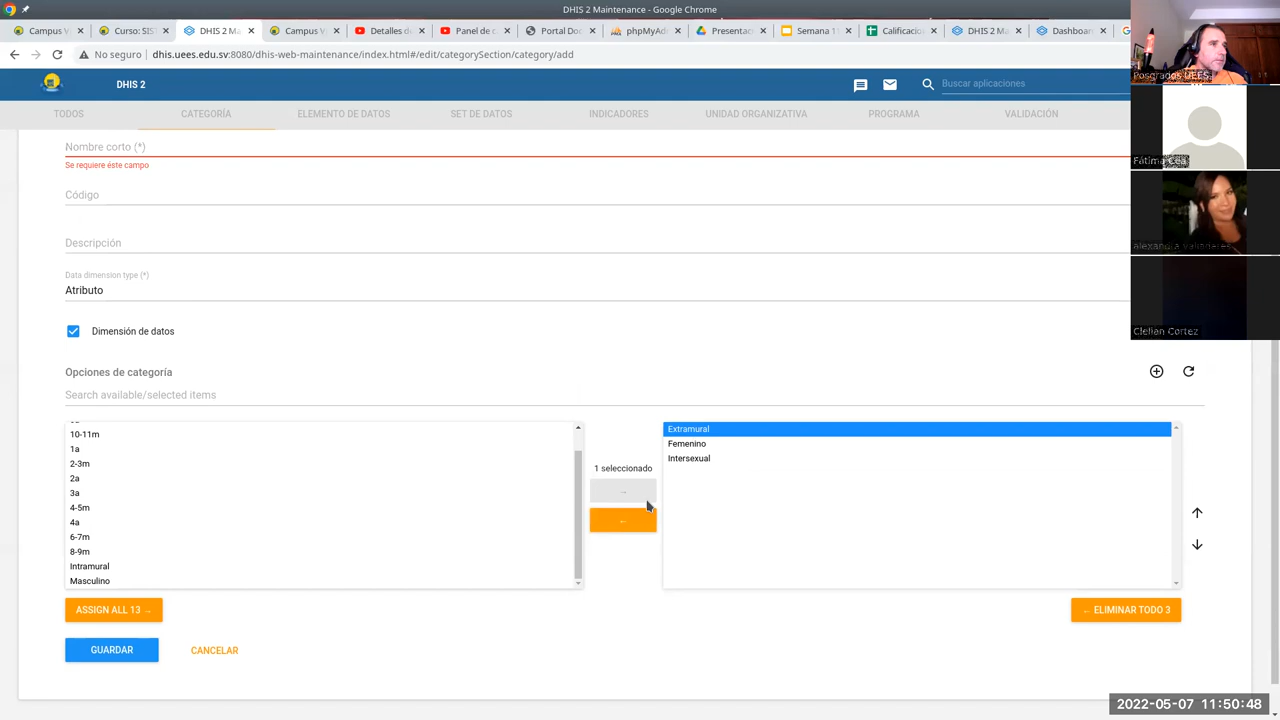 DHIS 2 Maintenance - Google Chrome
Campus V
Curso: SIS
DHIS 2 Ma
Campus V
Detalles d
Panel de c
Portal Do
phpMyAd
Presentac
Semana 1
Calificacio
DHIS 2 Ma
Dashboar
No seguro dhis.uees.edu.sv:8080/dhis-web-maintenance/index.html#/edit/categorySection/category/add
Posgrados UEES
DHIS 2
Buscar aplicaciones
TODOS CATEGORÍA ELEMENTO DE DATOS SET DE DATOS INDICADORES UNIDAD ORGANIZATIVA PROGRAMA VALIDACIÓN
Nombre corto (*)
Se requiere éste campo
Fátima Cea
Código
Descripción
alexandra valladares
Data dimension type (*)
Atributo
Dimensión de datos
Clelian Cortez
Opciones de categoría
Search available/selected items
10-11m
1a
2-3m
2a
3a
4-5m
4a
6-7m
8-9m
Intramural
Masculino
1 seleccionado
→
←
Extramural
Femenino
Intersexual
ASSIGN ALL 13 →
← ELIMINAR TODO 3
GUARDAR CANCELAR
2022-05-07 11:50:48